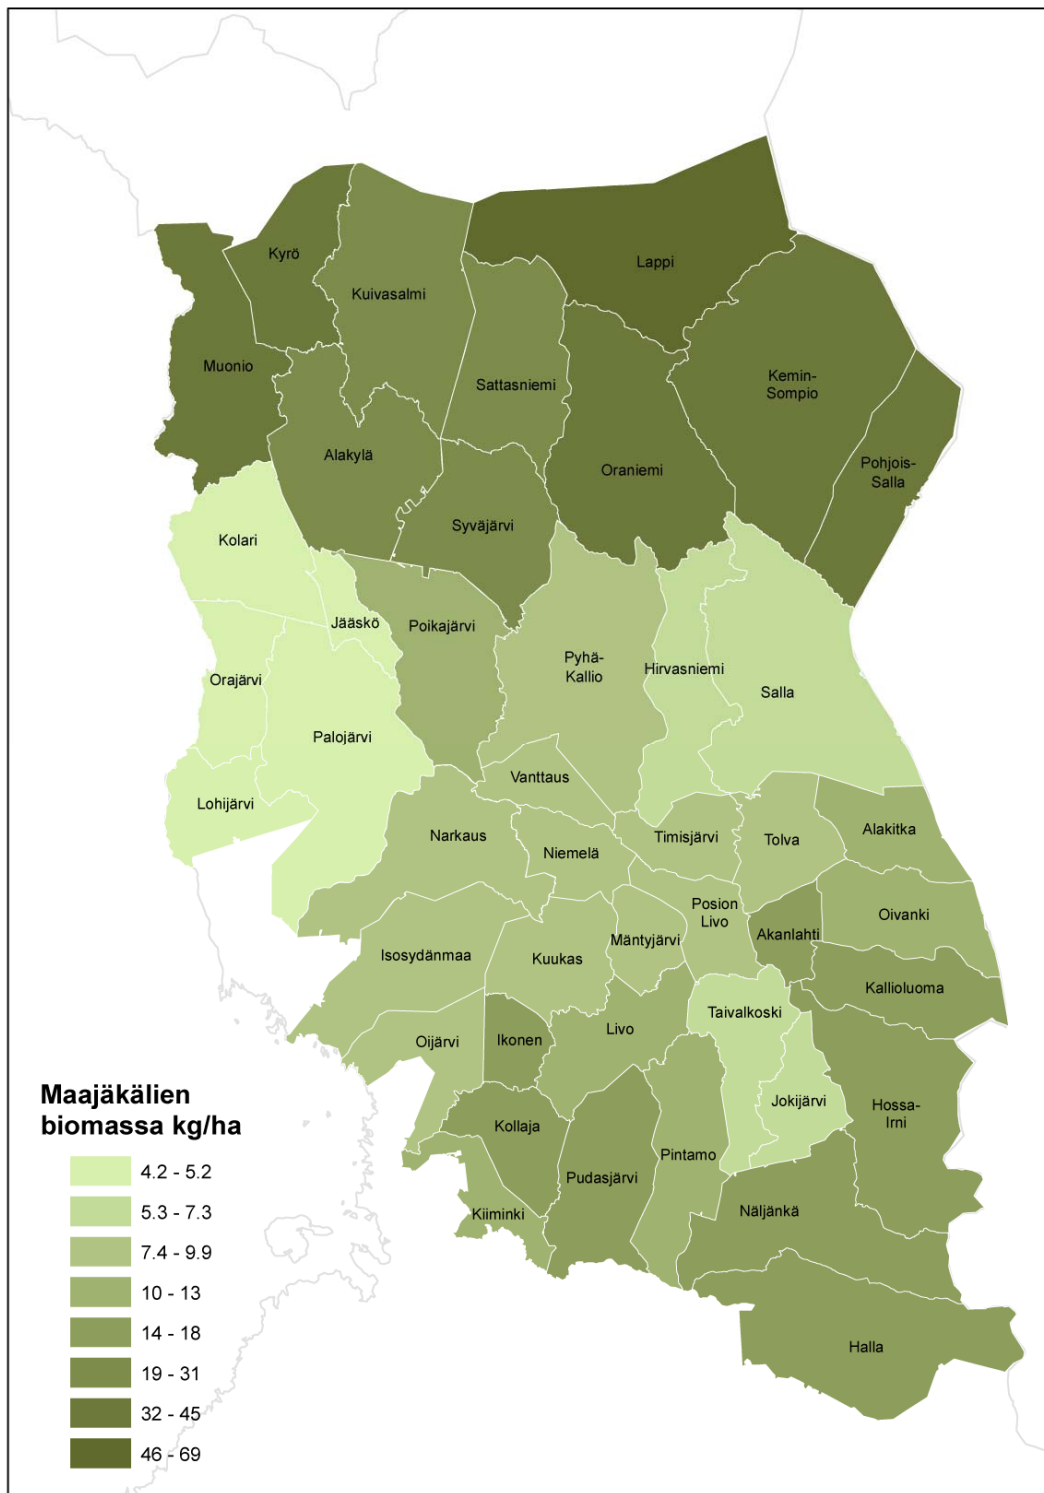 Lappi
Kyrö
Kuivasalmi
Muonio
Sattasniemi
Kemin-
Sompio
Alakylä
Oraniemi
Pohjois-
Salla
Syväjärvi
Kolari
Jääskö
Poikajärvi
Pyhä-
Kallio
Hirvasniemi
Orajärvi
Salla
Palojärvi
Vanttaus
Lohijärvi
Narkaus
Niemelä
Timisjärvi
Tolva
Alakitka
Posion
Livo
Oivanki
Akanlahti
Mäntyjärvi
Isosydänmaa
Kuukas
Kallioluoma
Taivalkoski
Oijärvi
Ikonen
Livo
Jokijärvi
Hossa-
Irni
Kollaja
Pintamo
Pudasjärvi
Näljänkä
Kiiminki
Halla
Maajäkälien
biomassa kg/ha
4.2 - 5.2
5.3 - 7.3
7.4 - 9.9
10 - 13
14 - 18
19 - 31
32 - 45
46 - 69